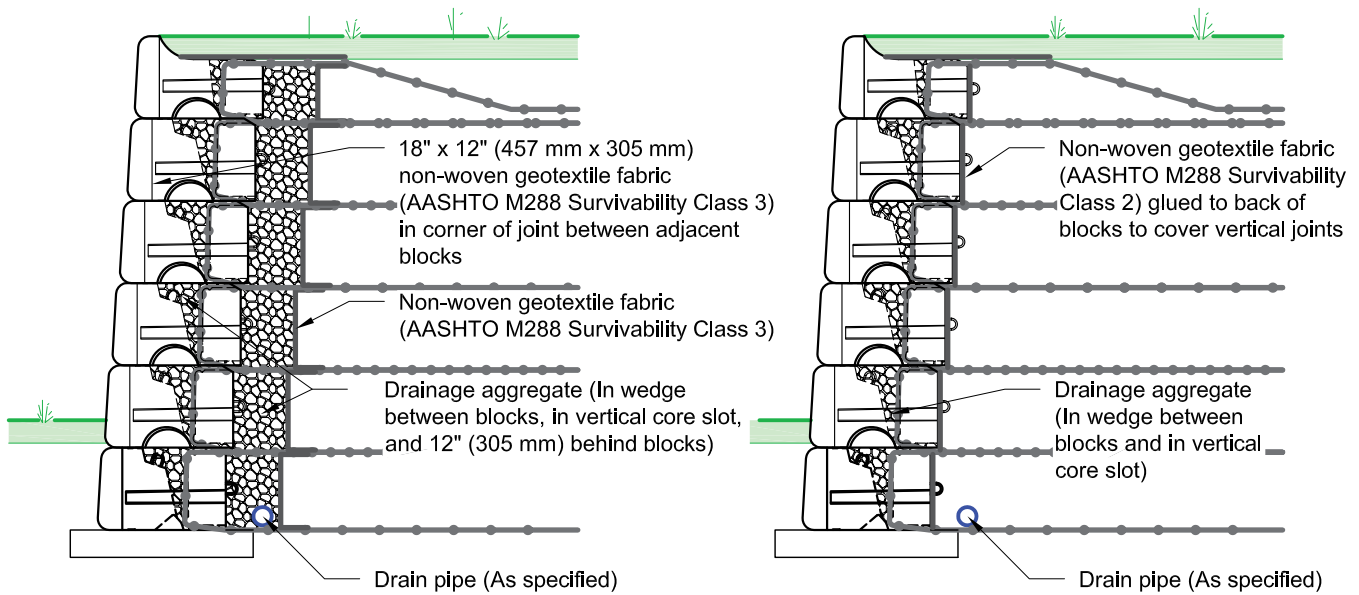 18" x 12" (457 mm x 305 mm)
non-woven geotextile fabric
(AASHTO M288 Survivability Class 3)
in corner of joint between adjacent
blocks
Non-woven geotextile fabric
(AASHTO M288 Survivability Class 3)
Drainage aggregate (In wedge
between blocks, in vertical core slot,
and 12" (305 mm) behind blocks)
Drain pipe (As specified)
Non-woven geotextile fabric
(AASHTO M288 Survivability
Class 2) glued to back of
blocks to cover vertical joints
Drainage aggregate
(In wedge between
blocks and in vertical
core slot)
Drain pipe (As specified)